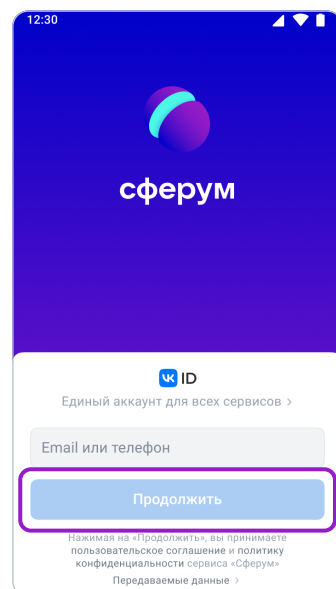 12:30
сферум
VK ID
Единый аккаунт для всех сервисов >
Email или телефон
Продолжить
Нажимая на «Продолжить», вы принимаете
пользовательское соглашение и политику
конфиденциальности сервиса «Сферум»
Передаваемые данные >